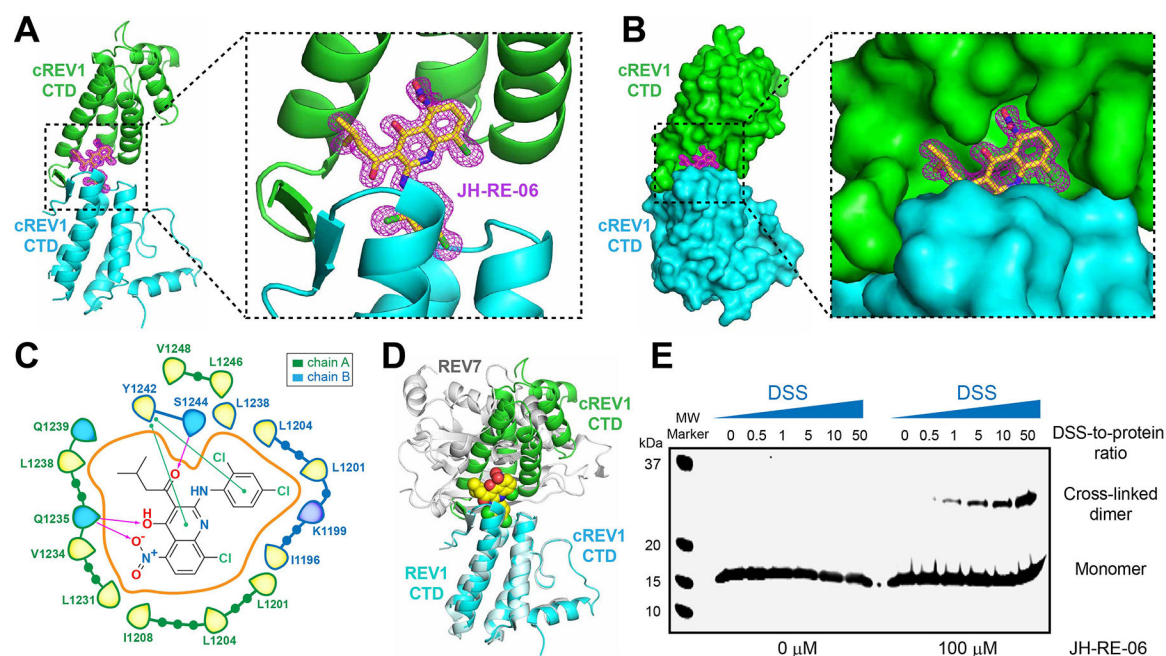 A
cREV1
CTD
cREV1
CTD
JH-RE-06
B
cREV1
CTD
cREV1
CTD
C
chain A
chain B
V1248
L1246
Y1242
S1244
L1238
Q1239
L1204
L1238
L1201
Q1235
K1199
V1234
I1196
L1231
L1201
I1208
L1204
O
Cl
HN
Cl
H
O
N
O-
N+
O
Cl
D
REV7
cREV1
CTD
REV1
CTD
cREV1
CTD
E
DSS
DSS
MW
Marker
0 0.5 1 5 10 50
0 0.5 1 5 10 50
DSS-to-protein
ratio
kDa
37
20
15
10
Cross-linked
dimer
Monomer
0 µM
100 µM
JH-RE-06